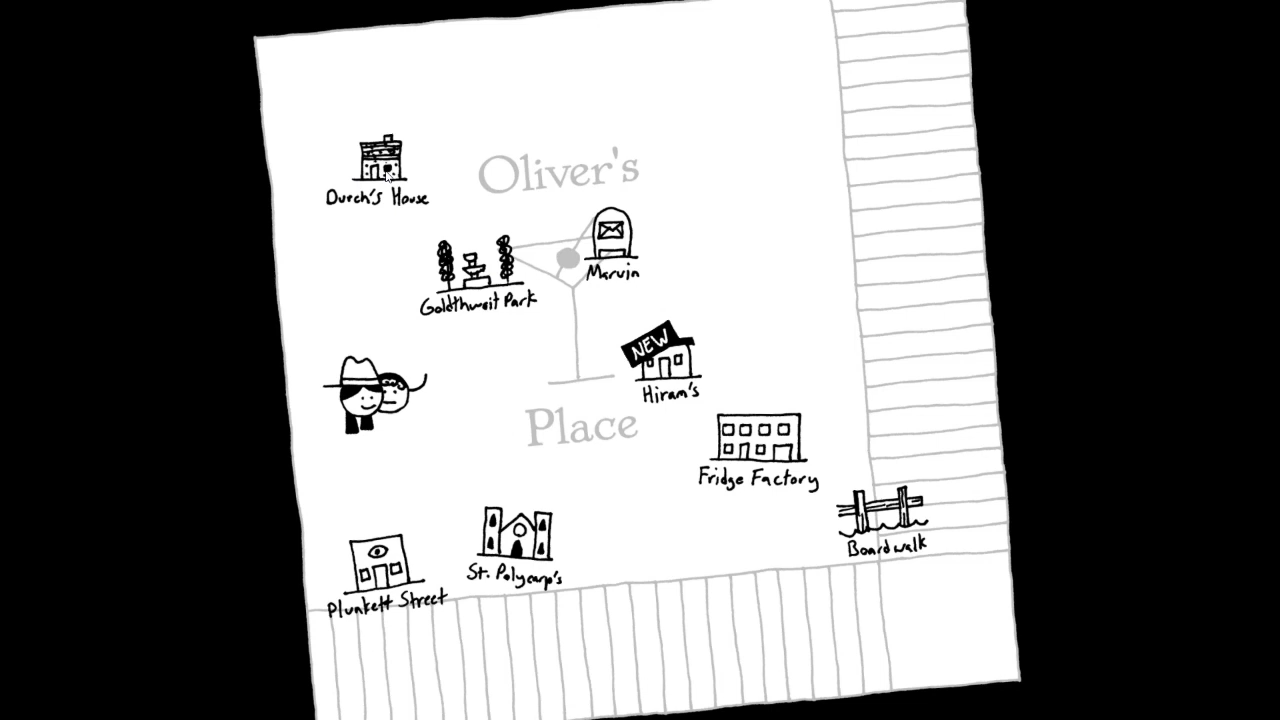 Oliver's
Durch's House
Marvin
Goldthwait Park
NEW
Hiram's
Place
Fridge Factory
Boardwalk
St. Polycarp's
Plunkett Street